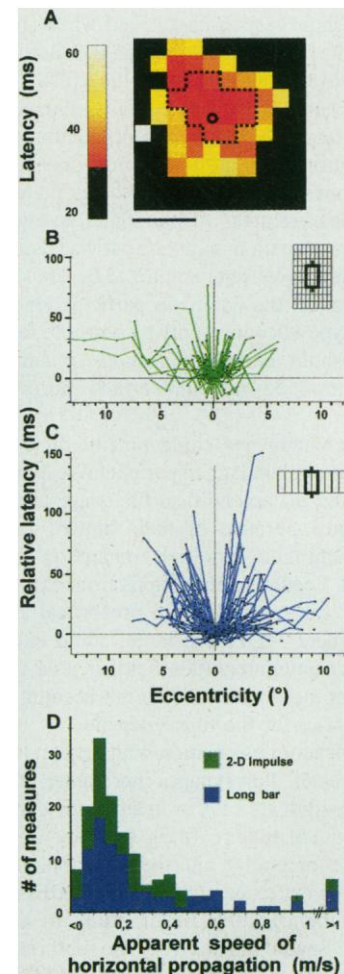 A
60
40
20
Latency (ms)
B
100
50
0
10 5 0 5 10
C
150
100
50
0
Relative latency (ms)
10 5 0 5 10
Eccentricity (°)
D
30
20
10
0
# of measures
2-D Impulse
Long bar
<0 0,2 0,4 0,6 0,8 1 // >1
Apparent speed of
horizontal propagation (m/s)